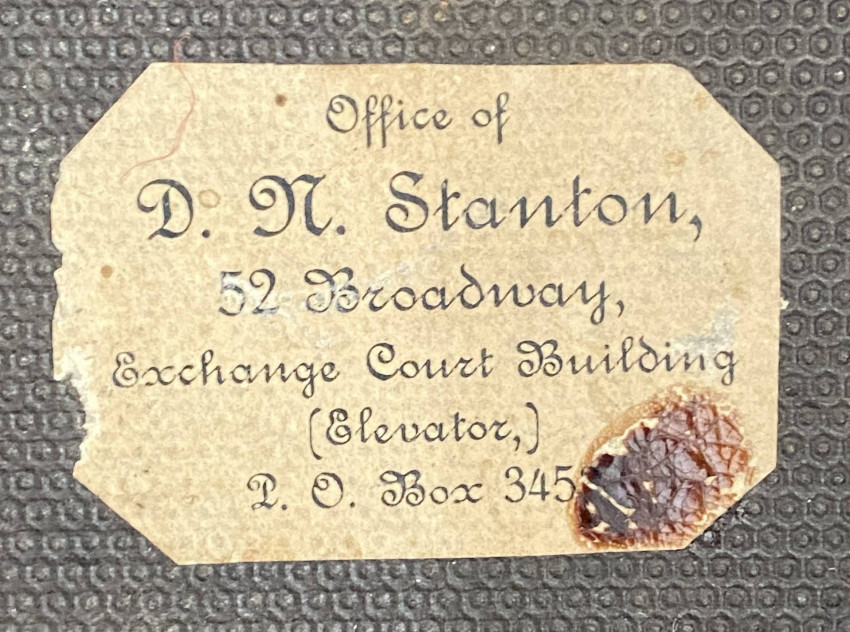 Office of
D. N. Stanton,
52 Broadway,
Exchange Court Building
(Elevator,)
P. O. Box